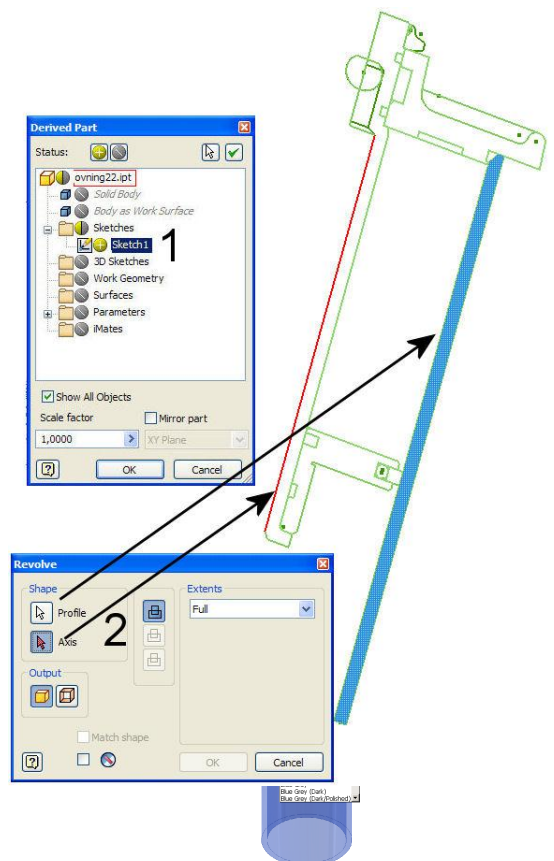 Derived Part
Status:
ovning22.ipt
Solid Body
Body as Work Surface
Sketches
Sketch1
1
3D Sketches
Work Geometry
Surfaces
Parameters
iMates
Show All Objects
Scale factor
Mirror part
1,0000
XY Plane
OK
Cancel
Revolve
Shape
Extents
Profile
Full
2
Axis
Output
Match shape
OK
Cancel
Blue Grey (Dark)
Blue Grey (Dark/Polished)